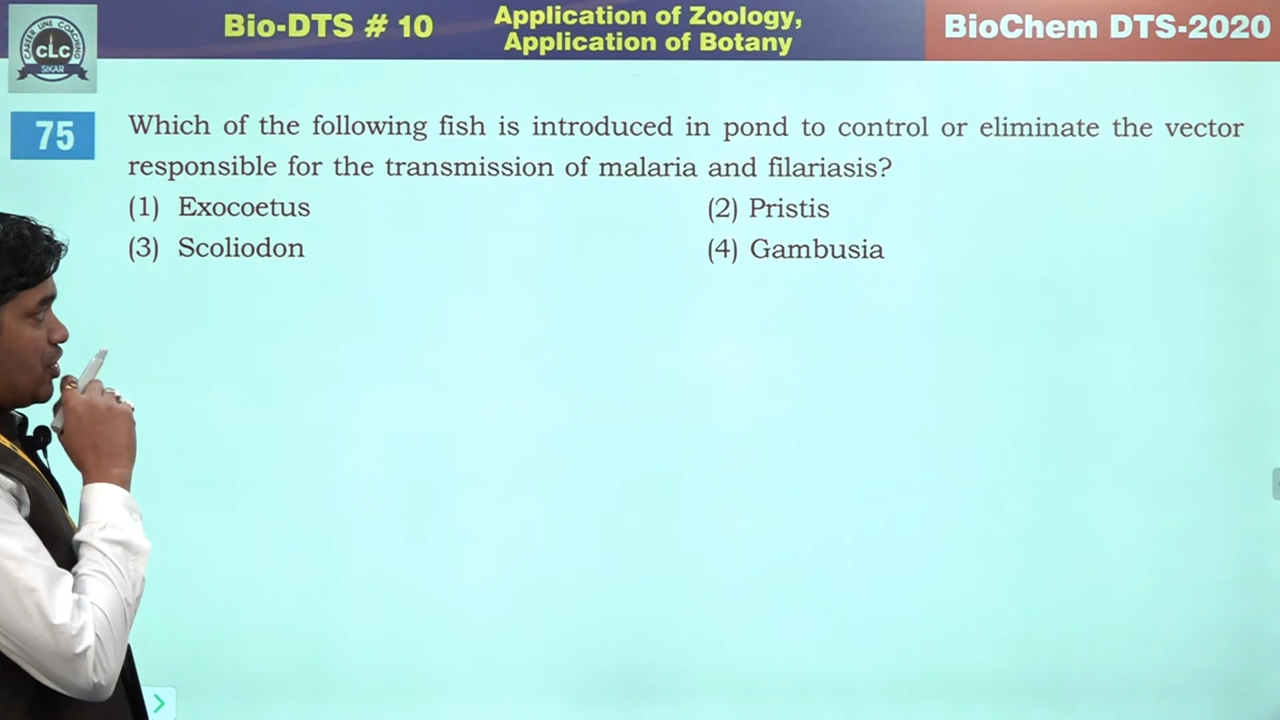 CAREER LINE COACHING
CLC
SIKAR
Bio-DTS # 10
Application of Zoology,
Application of Botany
BioChem DTS-2020
75
Which of the following fish is introduced in pond to control or eliminate the vector
responsible for the transmission of malaria and filariasis?
(1) Exocoetus
(2) Pristis
(3) Scoliodon
(4) Gambusia